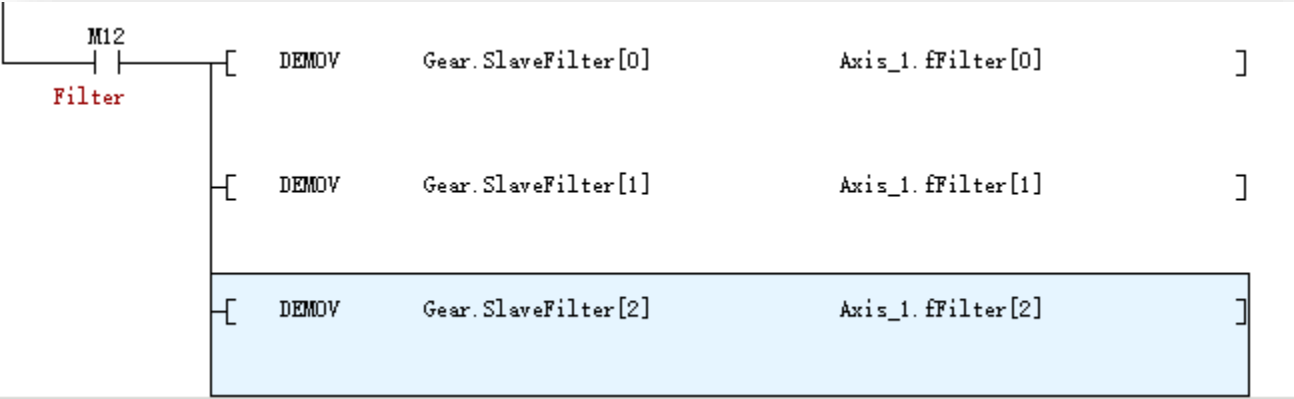 M12
DEMOV Gear.SlaveFilter[0] Axis_1.fFilter[0]
Filter
DEMOV Gear.SlaveFilter[1] Axis_1.fFilter[1]
DEMOV Gear.SlaveFilter[2] Axis_1.fFilter[2]